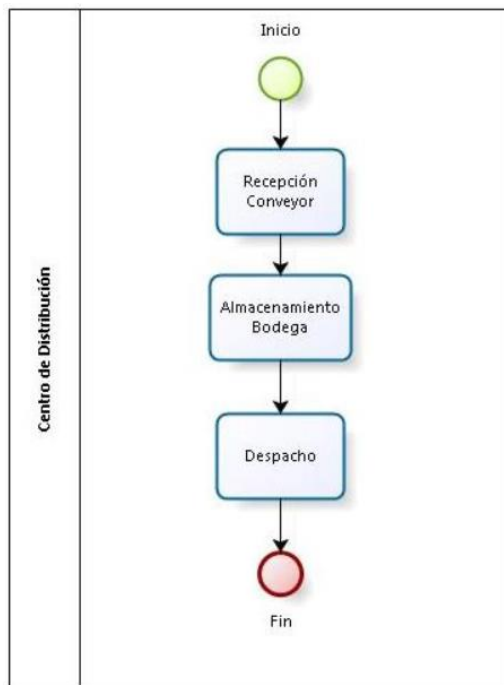 Centro de Distribución
Inicio
Recepción
Conveyor
Almacenamiento
Bodega
Despacho
Fin